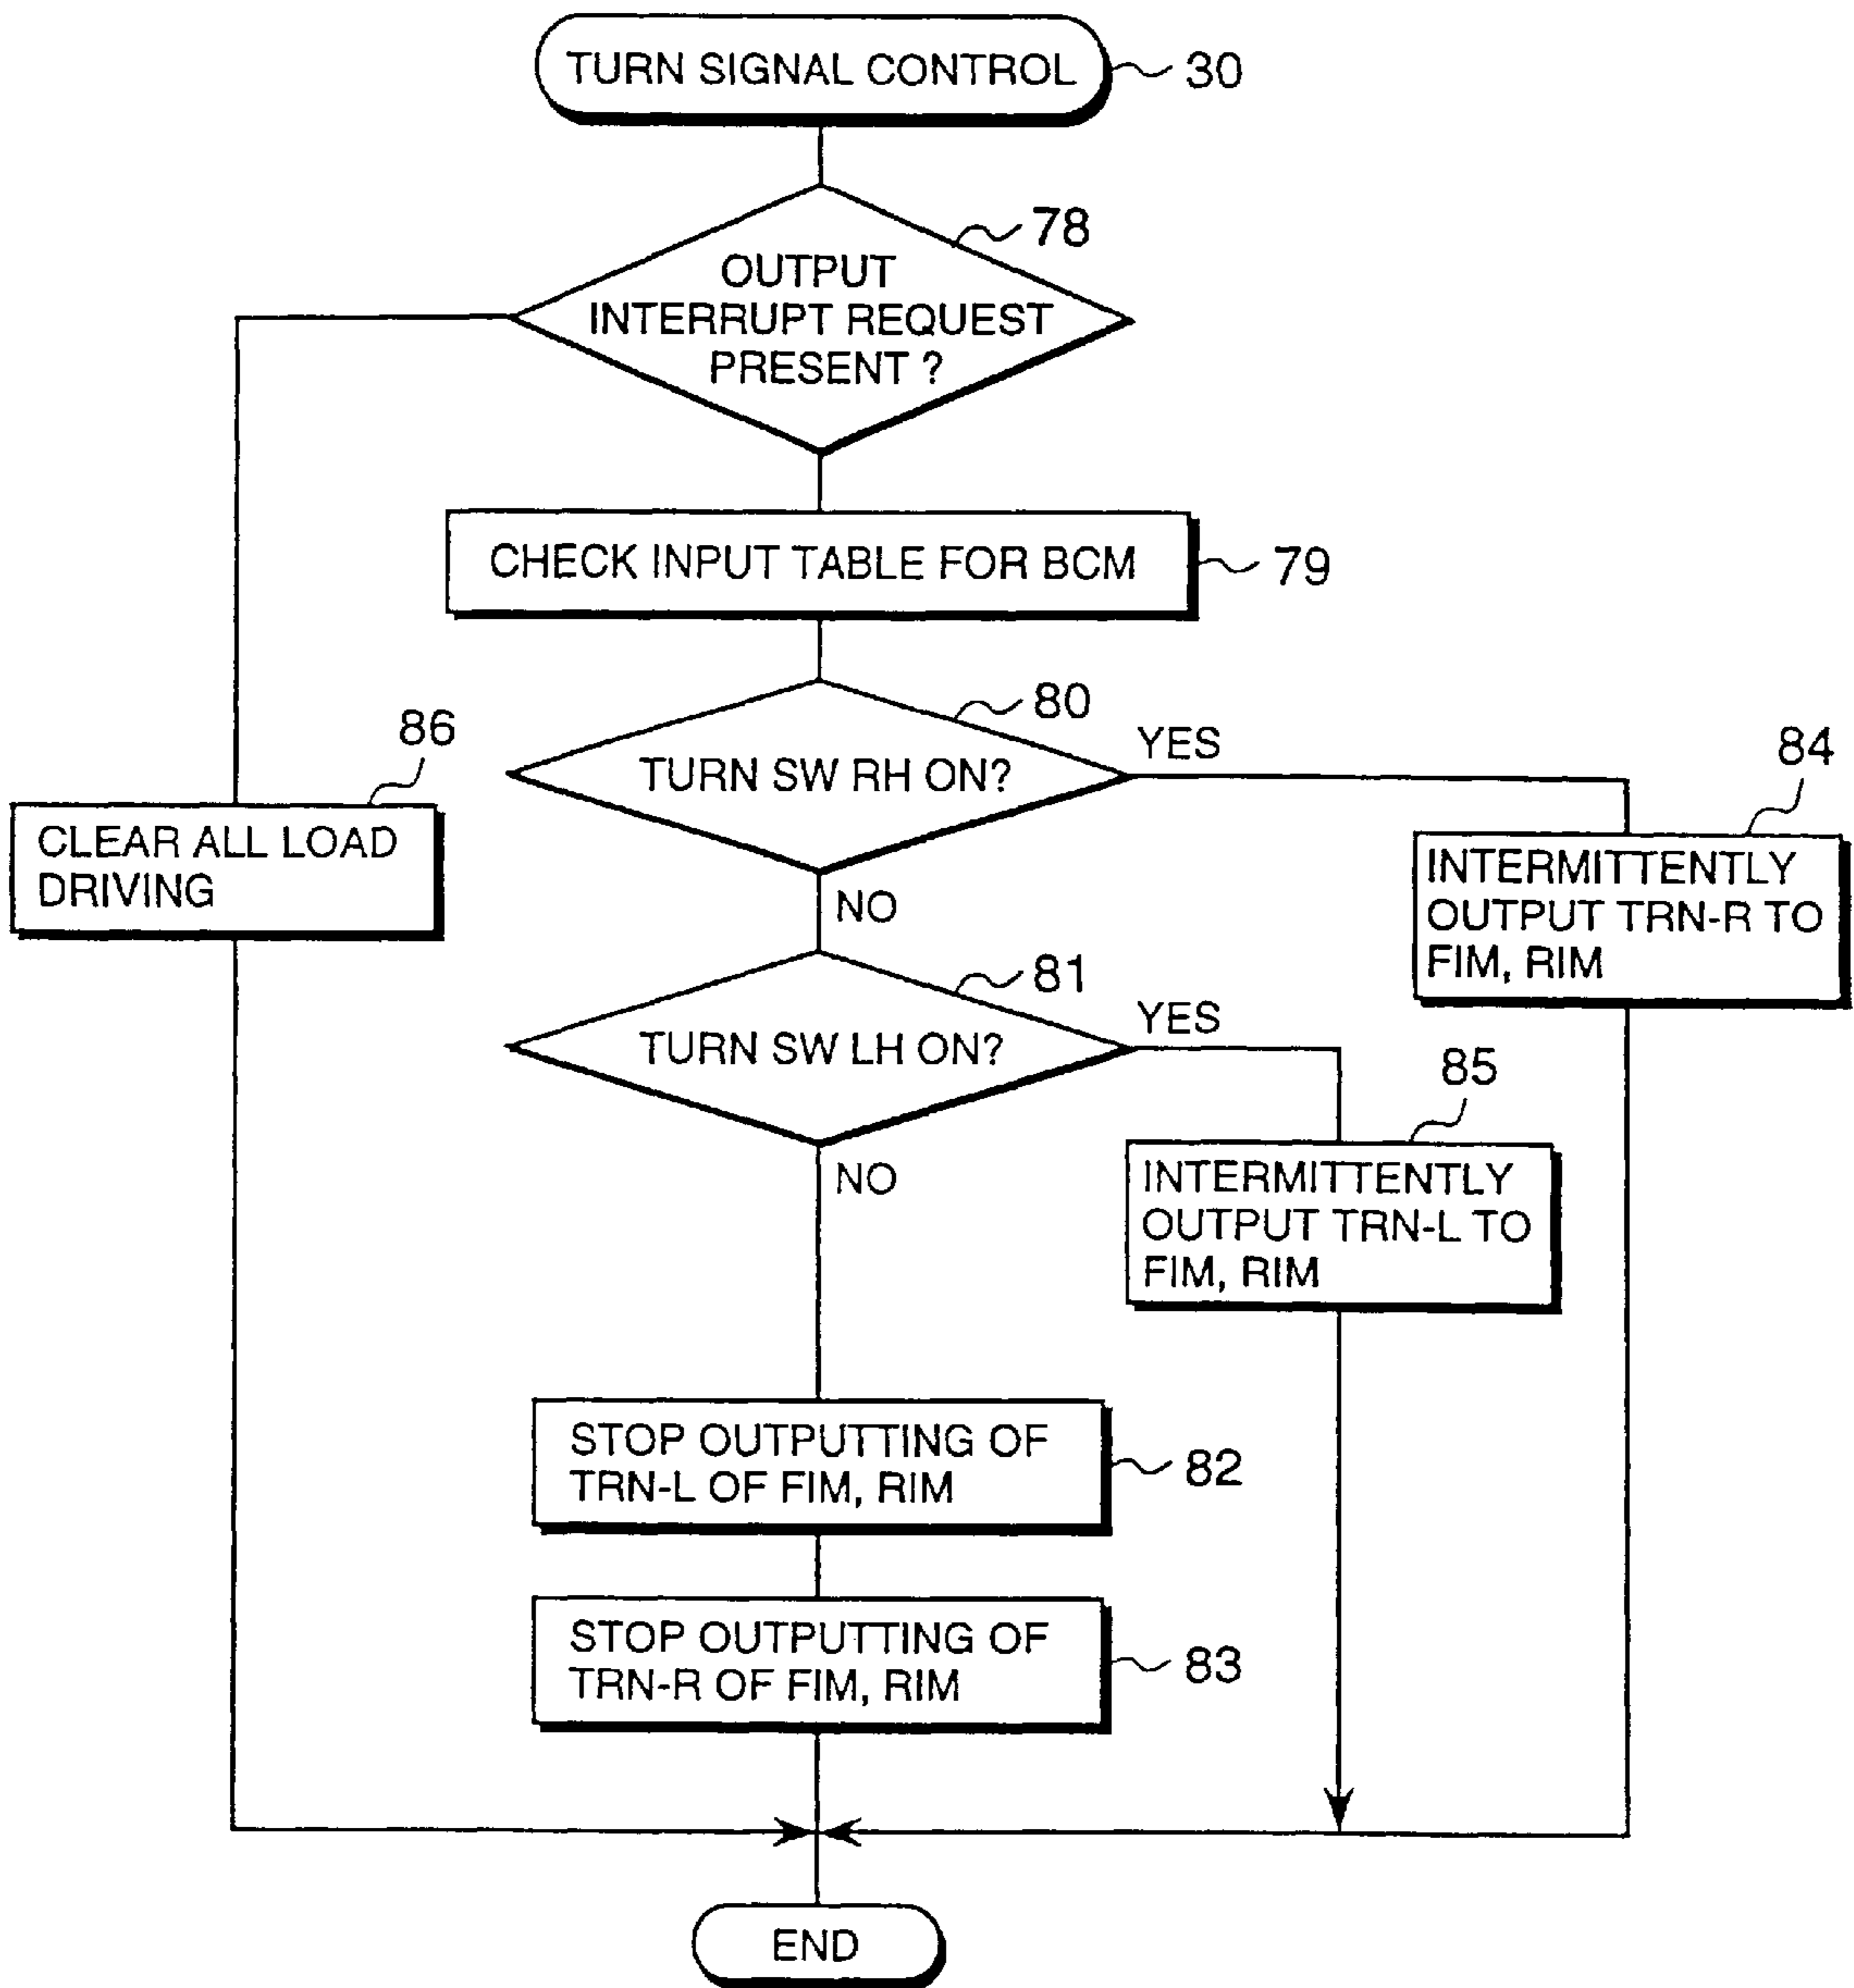 TURN SIGNAL CONTROL
30
78
OUTPUT
INTERRUPT REQUEST
PRESENT ?
CHECK INPUT TABLE FOR BCM
79
80
TURN SW RH ON?
YES
NO
86
CLEAR ALL LOAD
DRIVING
84
INTERMITTENTLY
OUTPUT TRN-R TO
FIM, RIM
81
TURN SW LH ON?
YES
NO
85
INTERMITTENTLY
OUTPUT TRN-L TO
FIM, RIM
STOP OUTPUTTING OF
TRN-L OF FIM, RIM
82
STOP OUTPUTTING OF
TRN-R OF FIM, RIM
83
END